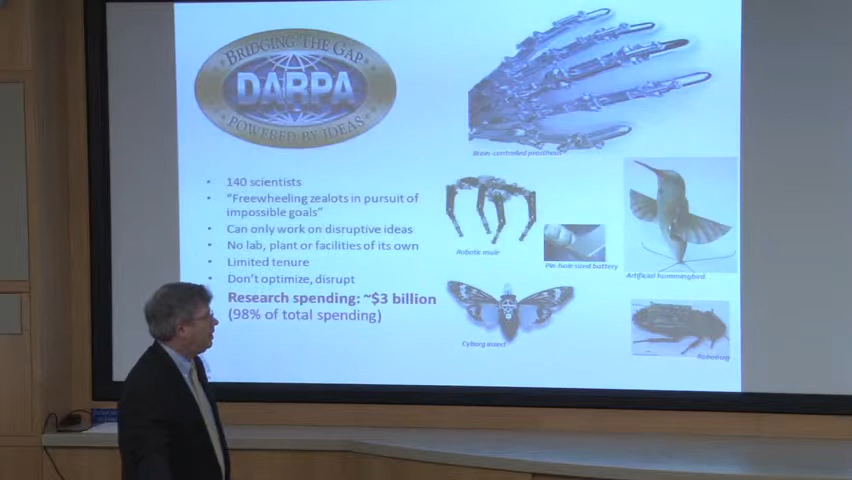 BRIDGING THE GAP
DARPA
POWERED BY IDEAS
• 140 scientists
• “Freewheeling zealots in pursuit of
impossible goals”
• Can only work on disruptive ideas
• No lab, plant or facilities of its own
• Limited tenure
• Don't optimize, disrupt
Research spending: ~$3 billion
(98% of total spending)
Brain-controlled prosthesis
Robotic mule
Pin-hole sized battery
Artificial hummingbird
Cyborg insect
Robobug